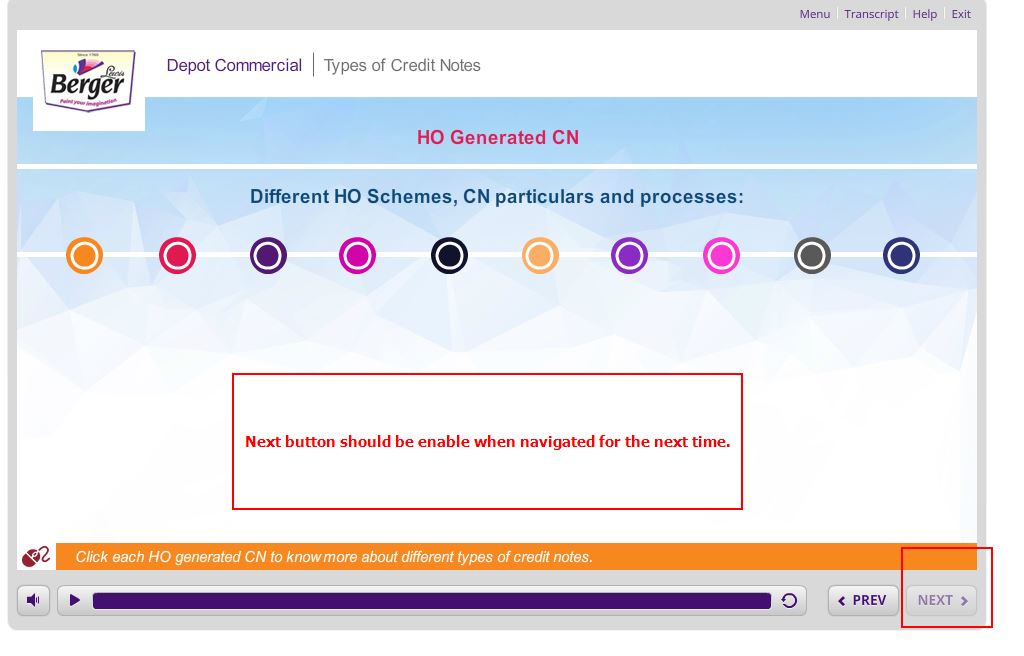 Menu Transcript Help Exit
Since 1760
Lewis
Berger
Paint your imagination
Depot Commercial Types of Credit Notes
HO Generated CN
Different HO Schemes, CN particulars and processes:
Next button should be enable when navigated for the next time.
Click each HO generated CN to know more about different types of credit notes.
PREV NEXT